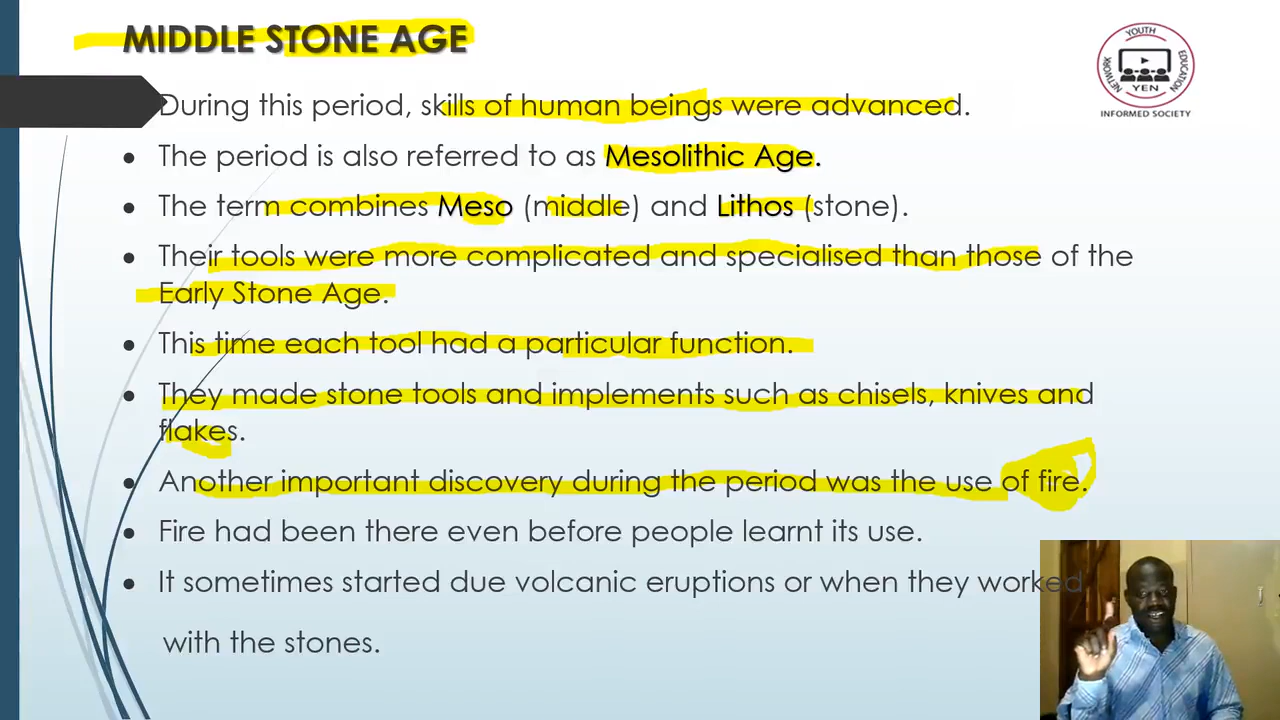 MIDDLE STONE AGE
During this period, skills of human beings were advanced.
• The period is also referred to as Mesolithic Age.
• The term combines Meso (middle) and Lithos (stone).
• Their tools were more complicated and specialised than those of the
Early Stone Age.
• This time each tool had a particular function.
• They made stone tools and implements such as chisels, knives and
flakes.
• Another important discovery during the period was the use of fire.
• Fire had been there even before people learnt its use.
• It sometimes started due volcanic eruptions or when they worked
with the stones.
YOUTH
EDUCATION
NETWORK
YEN
INFORMED SOCIETY